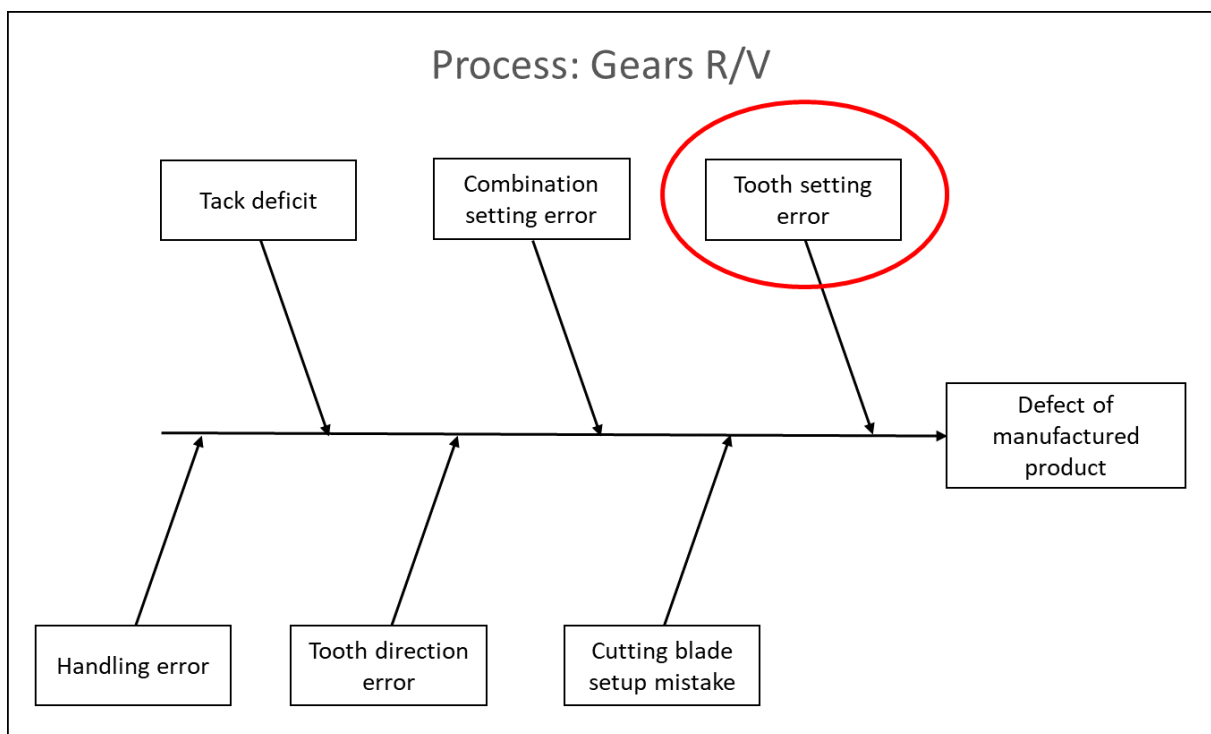 Process: Gears R/V
Tack deficit
Combination
setting error
Tooth setting
error
Defect of
manufactured
product
Handling error
Tooth direction
error
Cutting blade
setup mistake